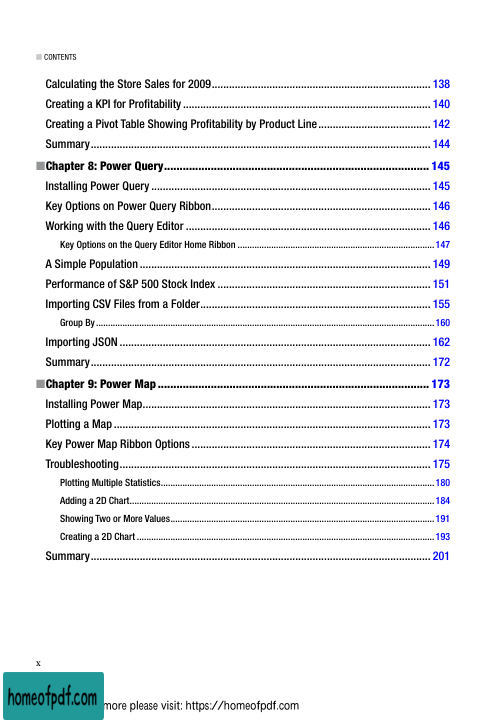 ■ CONTENTS
Calculating the Store Sales for 2009............................................................................ 138
Creating a KPI for Profitability ...................................................................................... 140
Creating a Pivot Table Showing Profitability by Product Line....................................... 142
Summary...................................................................................................................... 144
■Chapter 8: Power Query........................................................................................... 145
Installing Power Query ................................................................................................. 145
Key Options on Power Query Ribbon............................................................................ 146
Working with the Query Editor ..................................................................................... 146
Key Options on the Query Editor Home Ribbon ........................................................................... 147
A Simple Population ..................................................................................................... 149
Performance of S&P 500 Stock Index .......................................................................... 151
Importing CSV Files from a Folder................................................................................ 155
Group By................................................................................................................................ 160
Importing JSON ............................................................................................................ 162
Summary...................................................................................................................... 172
■Chapter 9: Power Map ............................................................................................. 173
Installing Power Map.................................................................................................... 173
Plotting a Map .............................................................................................................. 173
Key Power Map Ribbon Options ................................................................................... 174
Troubleshooting............................................................................................................ 175
Plotting Multiple Statistics........................................................................................................ 180
Adding a 2D Chart.................................................................................................................... 184
Showing Two or More Values.................................................................................................... 191
Creating a 2D Chart ................................................................................................................. 193
Summary...................................................................................................................... 201
x
homeofpdf.com
more please visit: https://homeofpdf.com